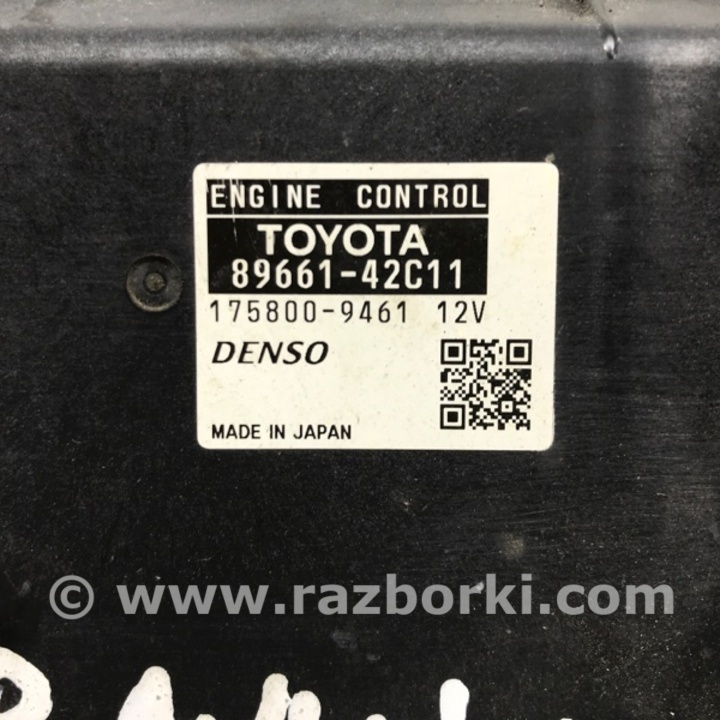 ENGINE CONTROL
TOYOTA
89661-42C11
175800-9461 12V
DENSO
MADE IN JAPAN
© www.razborki.com